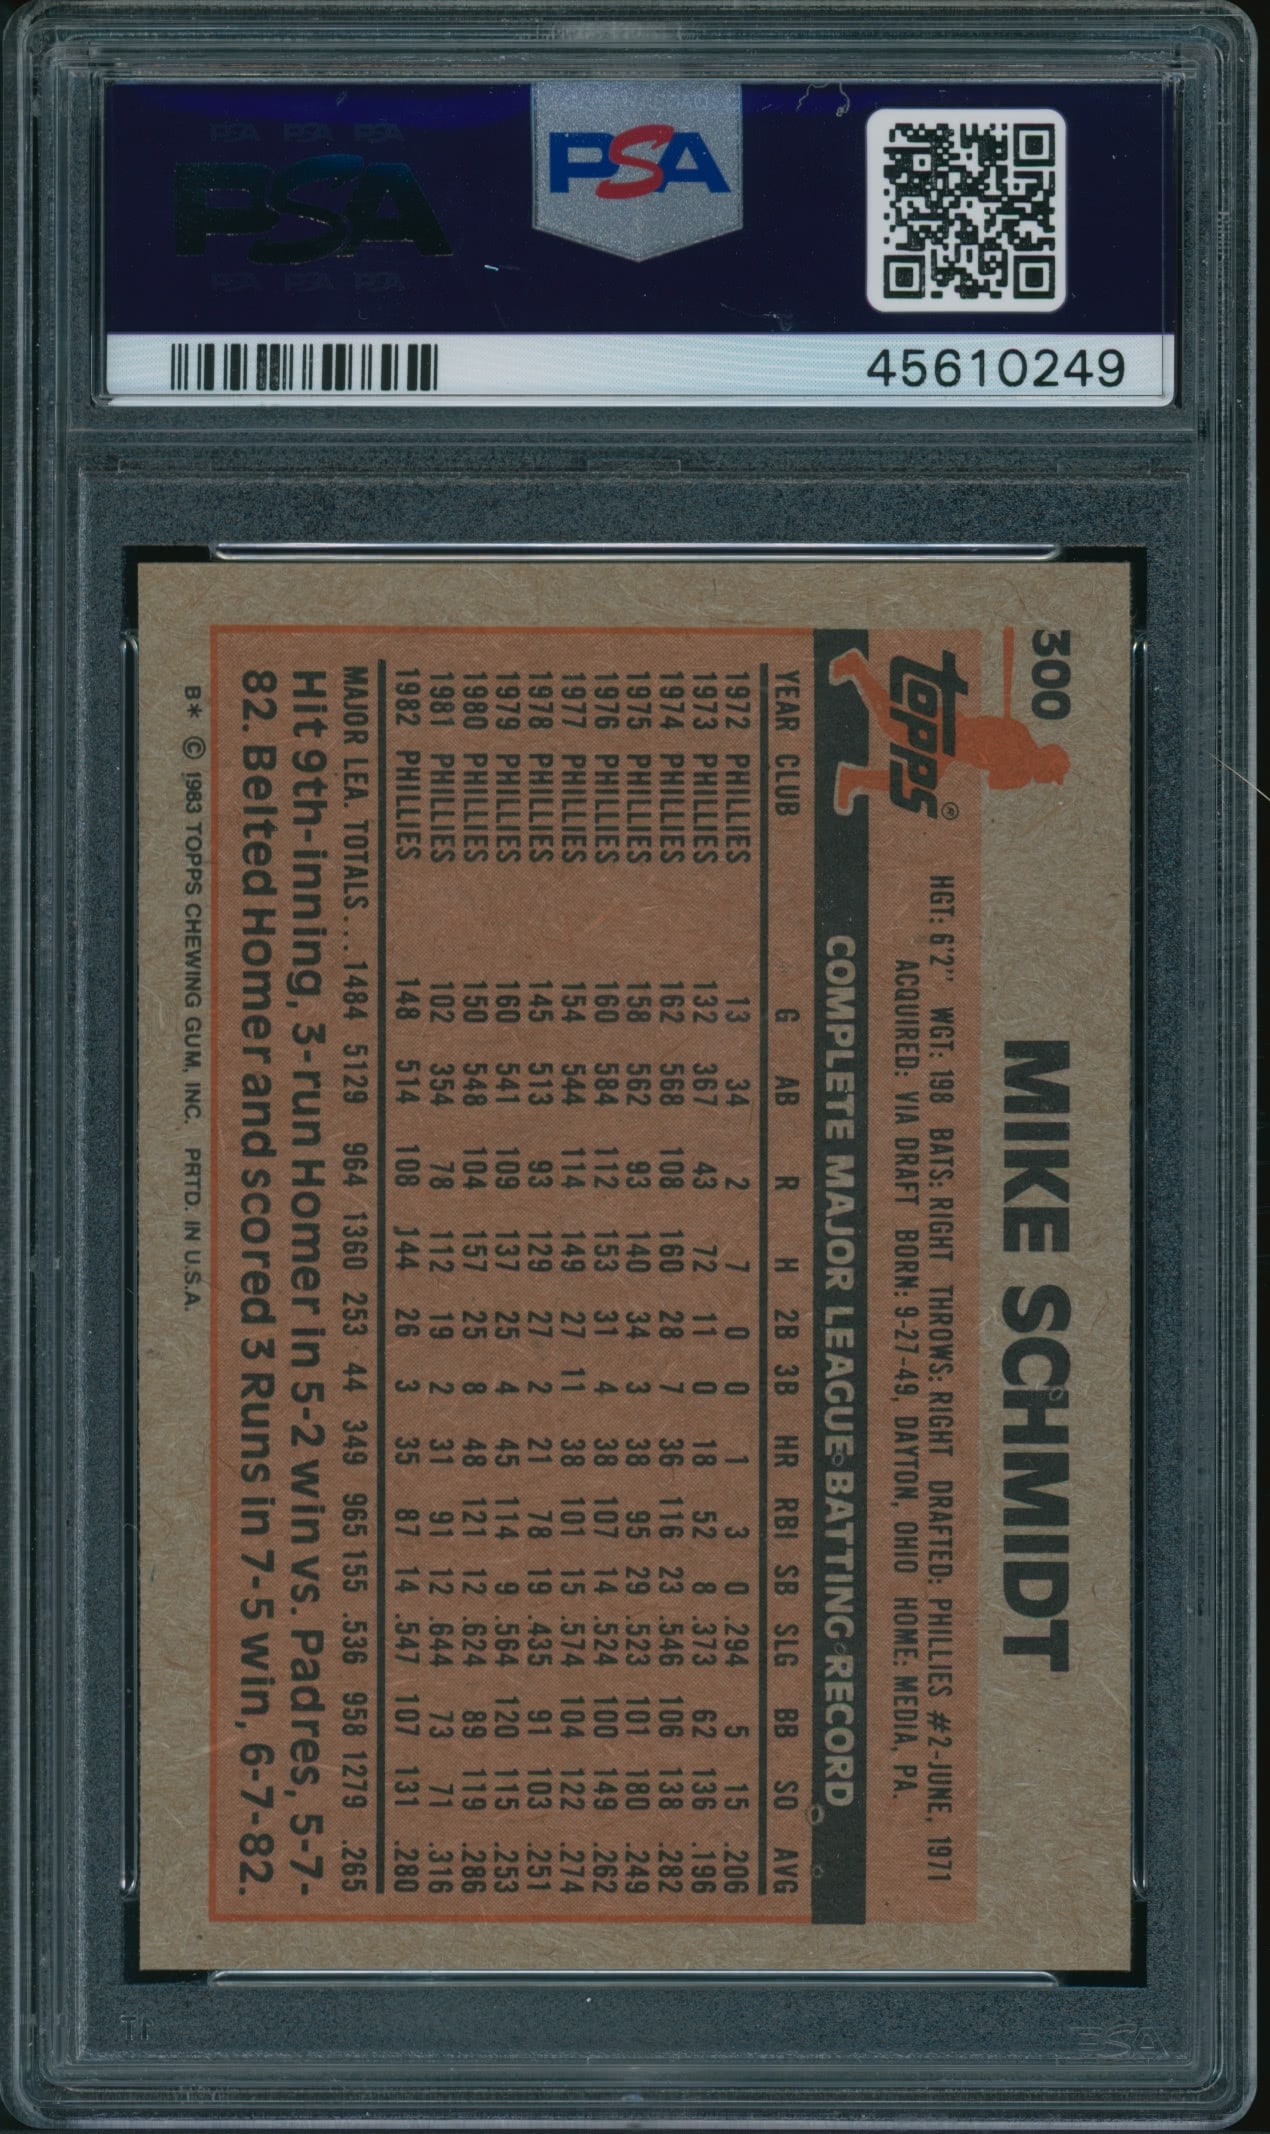 PSA PSA PSA
PSA
PSA PSA PSA
PSA
45610249
300
MIKE SCHMIDT
topps®
HGT: 6'2" WGT: 198 BATS: RIGHT THROWS: RIGHT DRAFTED: PHILLIES #2-JUNE, 1971
ACQUIRED: VIA DRAFT BORN: 9-27-49, DAYTON, OHIO HOME: MEDIA, PA.
COMPLETE MAJOR LEAGUE BATTING RECORD
YEAR CLUB G AB R H 2B 3B HR RBI SB SLG BB SO AVG
1972 PHILLIES 13 34 2 7 0 0 1 3 0 .294 5 15 .206
1973 PHILLIES 132 367 43 72 11 0 18 52 8 .373 62 136 .196
1974 PHILLIES 162 568 108 160 28 7 36 116 23 .546 106 138 .282
1975 PHILLIES 158 562 93 140 34 3 38 95 29 .523 101 180 .249
1976 PHILLIES 160 584 112 153 31 4 38 107 14 .524 100 149 .262
1977 PHILLIES 154 544 114 149 27 11 38 101 15 .574 104 122 .274
1978 PHILLIES 145 513 93 129 27 2 21 78 19 .435 91 103 .251
1979 PHILLIES 160 541 109 137 25 4 45 114 9 .564 120 115 .253
1980 PHILLIES 150 548 104 157 25 8 48 121 12 .624 89 119 .286
1981 PHILLIES 102 354 78 112 19 2 31 91 12 .644 73 71 .316
1982 PHILLIES 148 514 108 144 26 3 35 87 14 .547 107 131 .280
MAJOR LEA. TOTALS... 1484 5129 964 1360 253 44 349 965 155 .536 958 1279 .265
Hit 9th-inning, 3-run Homer in 5-2 win vs. Padres, 5-7-
82. Belted Homer and scored 3 Runs in 7-5 win, 6-7-82.
B* © 1983 TOPPS CHEWING GUM, INC. PRTD. IN U.S.A.
PSA